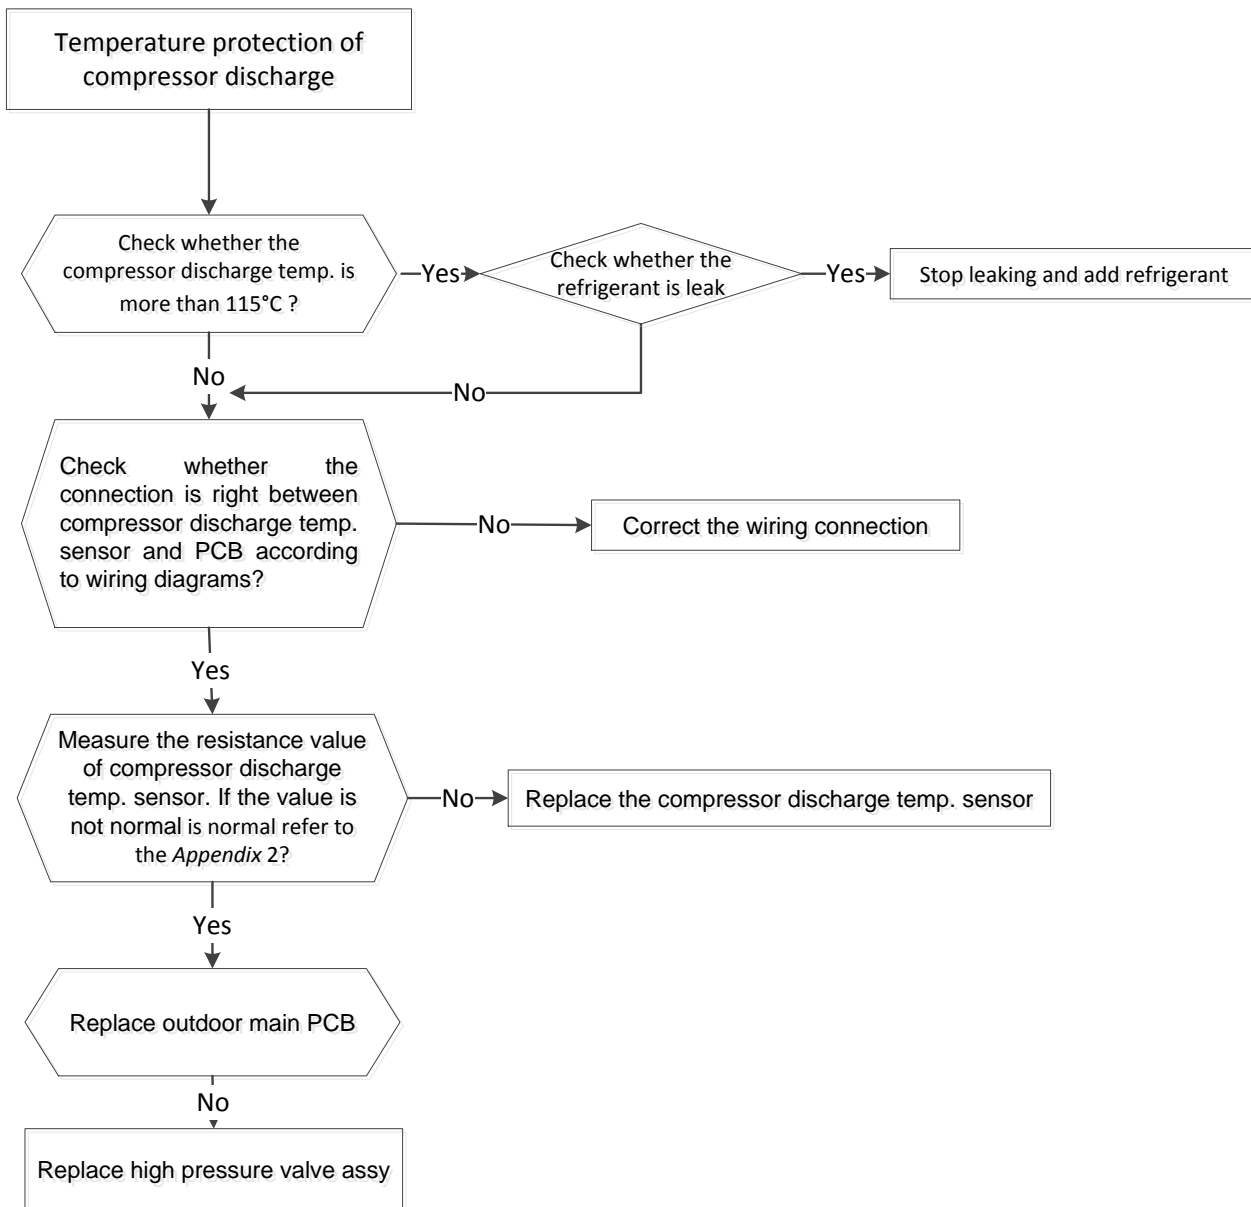 Temperature protection of
compressor discharge
Check whether the
compressor discharge temp. is
more than 115°C ?
Yes
Check whether the
refrigerant is leak
Yes
Stop leaking and add refrigerant
No
No
Check whether the
connection is right between
compressor discharge temp.
sensor and PCB according
to wiring diagrams?
No
Correct the wiring connection
Yes
Measure the resistance value
of compressor discharge
temp. sensor. If the value is
not normal is normal refer to
the Appendix 2?
No
Replace the compressor discharge temp. sensor
Yes
Replace outdoor main PCB
No
Replace high pressure valve assy